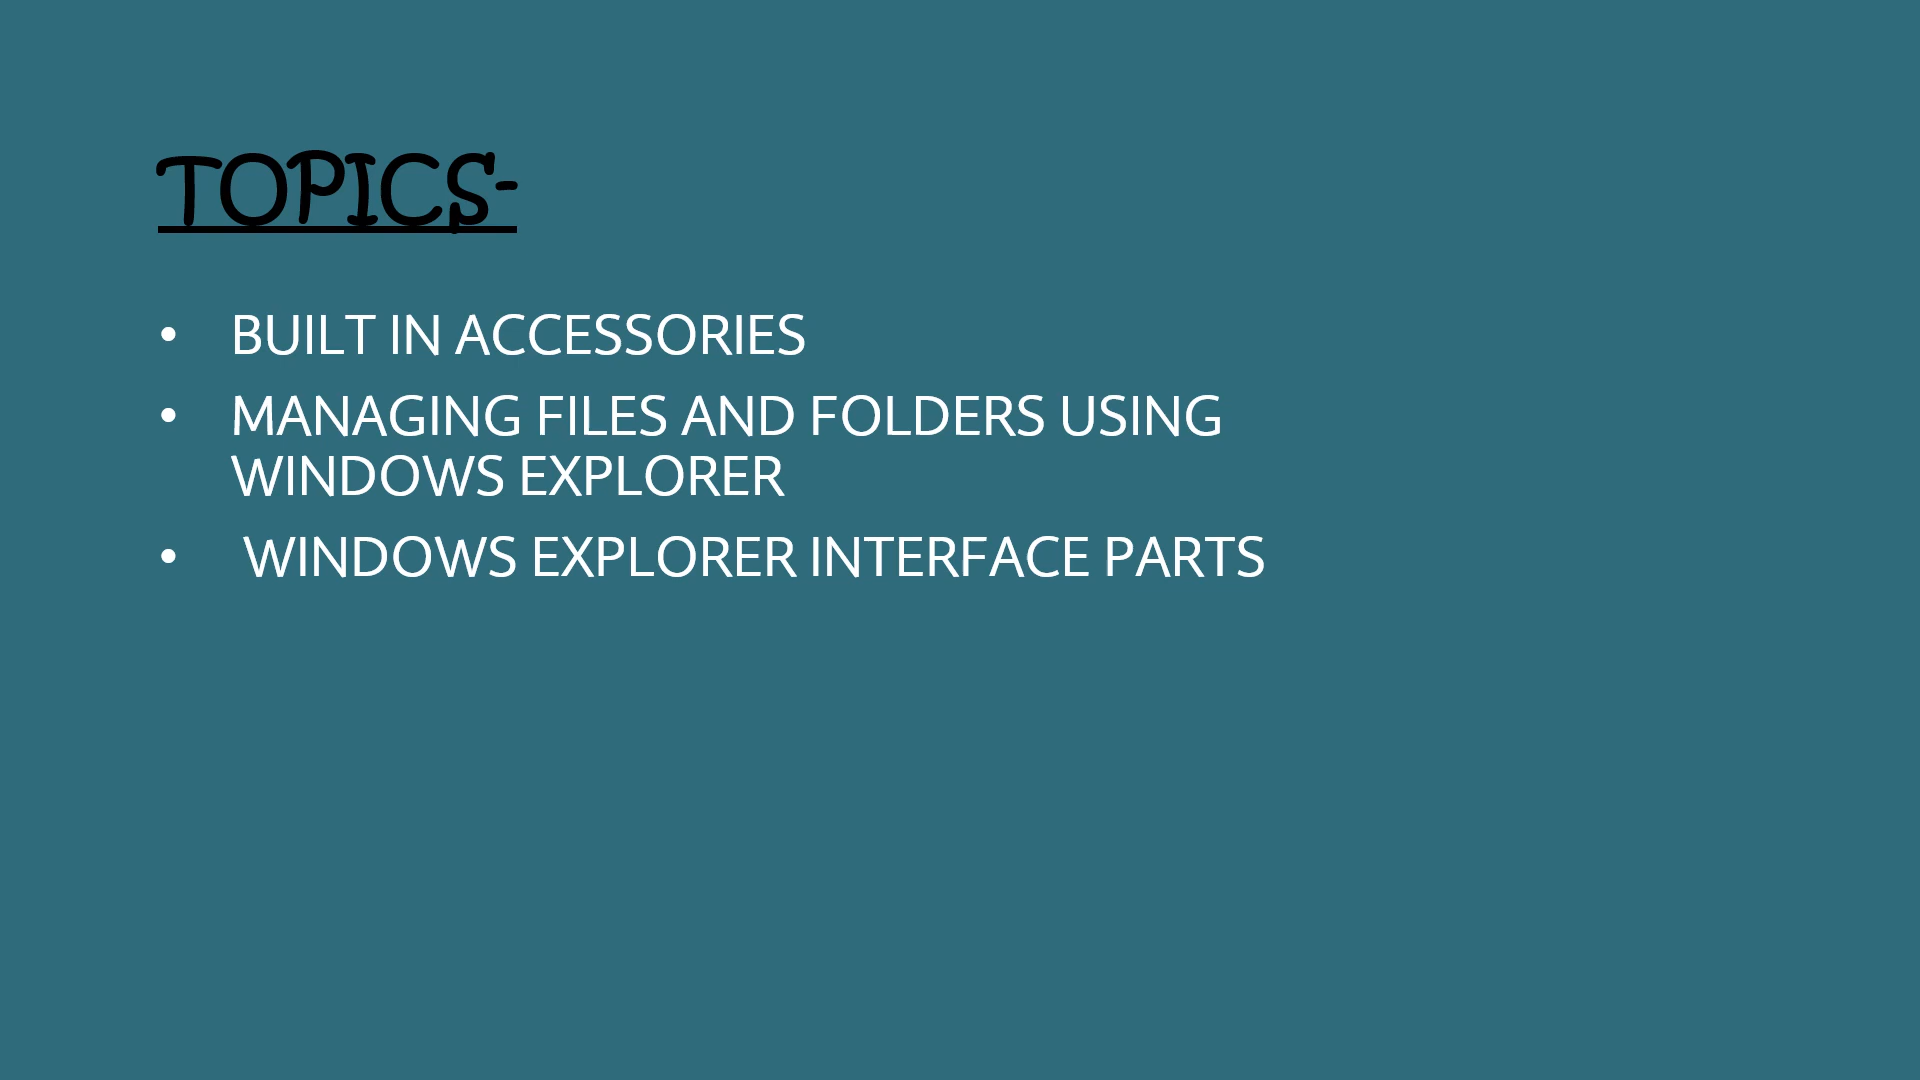 TOPICS-
• BUILT IN ACCESSORIES
• MANAGING FILES AND FOLDERS USING
WINDOWS EXPLORER
• WINDOWS EXPLORER INTERFACE PARTS